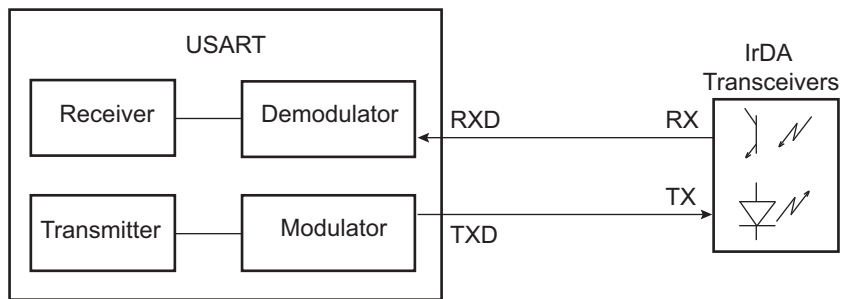 USART
IrDA
Transceivers
Receiver
Demodulator
RXD
RX
Transmitter
Modulator
TXD
TX